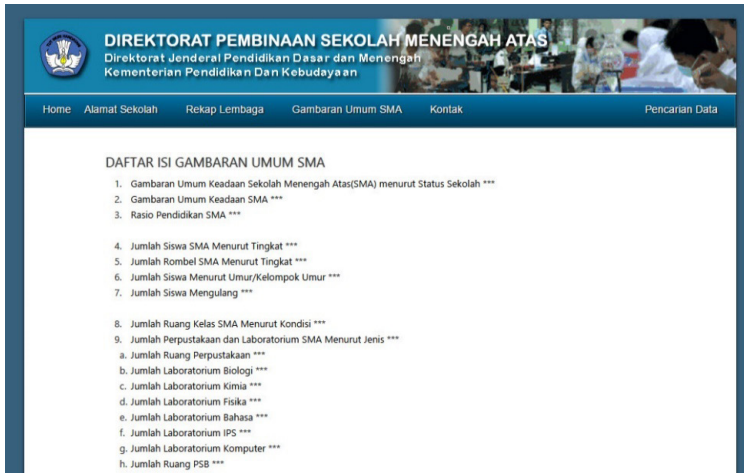 DIREKTORAT PEMBINAAN SEKOLAH MENENGAH ATAS
Direktorat Jenderal Pendidikan Dasar dan Menengah
Kementerian Pendidikan Dan Kebudayaan
Home Alamat Sekolah Rekap Lembaga Gambaran Umum SMA Kontak Pencarian Data
DAFTAR ISI GAMBARAN UMUM SMA
1. Gambaran Umum Keadaan Sekolah Menengah Atas(SMA) menurut Status Sekolah ***
2. Gambaran Umum Keadaan SMA ***
3. Rasio Pendidikan SMA ***
4. Jumlah Siswa SMA Menurut Tingkat ***
5. Jumlah Rombel SMA Menurut Tingkat ***
6. Jumlah Siswa Menurut Umur/Kelompok Umur ***
7. Jumlah Siswa Mengulang ***
8. Jumlah Ruang Kelas SMA Menurut Kondisi ***
9. Jumlah Perpustakaan dan Laboratorium SMA Menurut Jenis ***
a. Jumlah Ruang Perpustakaan ***
b. Jumlah Laboratorium Biologi ***
c. Jumlah Laboratorium Kimia ***
d. Jumlah Laboratorium Fisika ***
e. Jumlah Laboratorium Bahasa ***
f. Jumlah Laboratorium IPS ***
g. Jumlah Laboratorium Komputer ***
h. Jumlah Ruang PSB ***